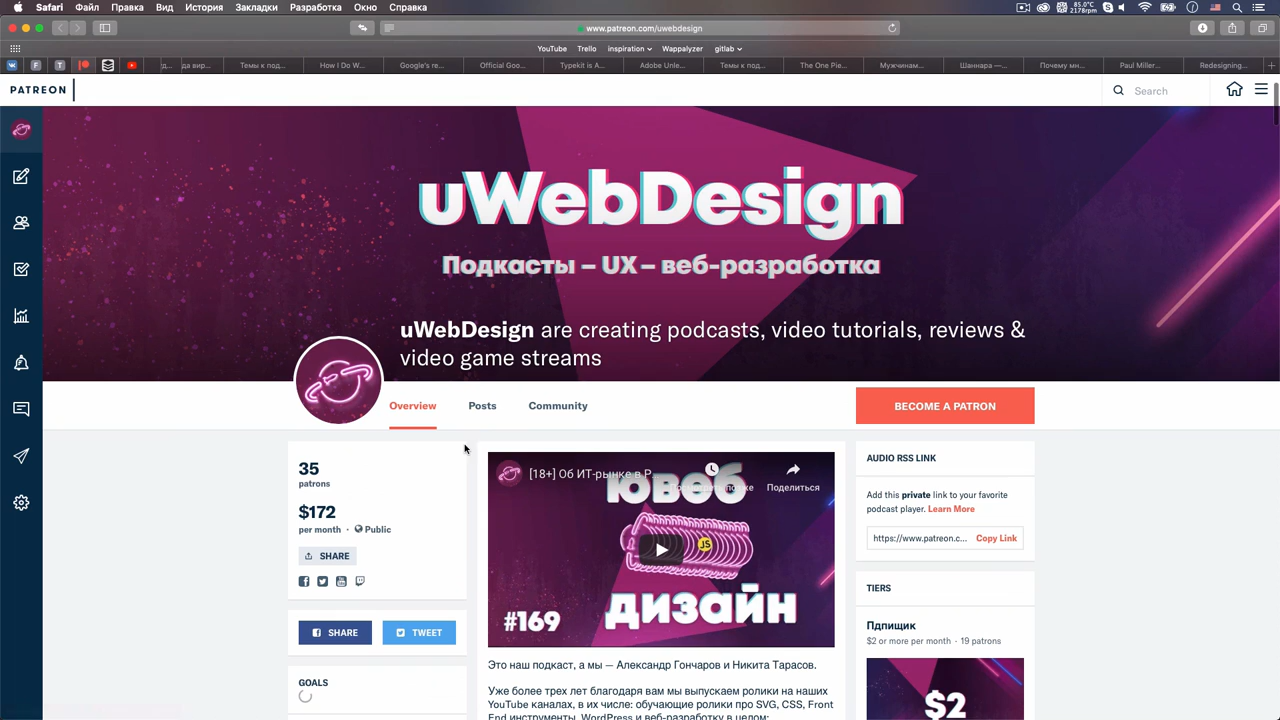 Safari Файл Правка Вид История Закладки Разработка Окно Справка
85.0°C
2178rpm
www.patreon.com/uwebdesign
YouTube Trello inspiration Wappalyzer gitlab
д... да вир... Темы к под... How I Do W... Google's re... Official Goo... Typekit is A... Adobe Unle... Темы к под... The One Pie... Мужчинам... Шаннара —... Почему мн... Paul Miller... Redesigning...
PATREON
Search
uWebDesign
Подкасты – UX – веб-разработка
uWebDesign are creating podcasts, video tutorials, reviews &
video game streams
Overview Posts Community
BECOME A PATRON
35
patrons
$172
per month · Public
SHARE
SHARE TWEET
GOALS
[18+] Об ИТ-рынке в Р...
Поделиться
ювеб
JS
дизайн
#169
Это наш подкаст, а мы — Александр Гончаров и Никита Тарасов.
Уже более трех лет благодаря вам мы выпускаем ролики на наших
YouTube каналах, в их числе: обучающие ролики про SVG, CSS, Front
End инструменты, WordPress и веб-разработку в целом;
AUDIO RSS LINK
Add this private link to your favorite
podcast player. Learn More
https://www.patreon.c... Copy Link
TIERS
Пдпищик
$2 or more per month · 19 patrons
$2